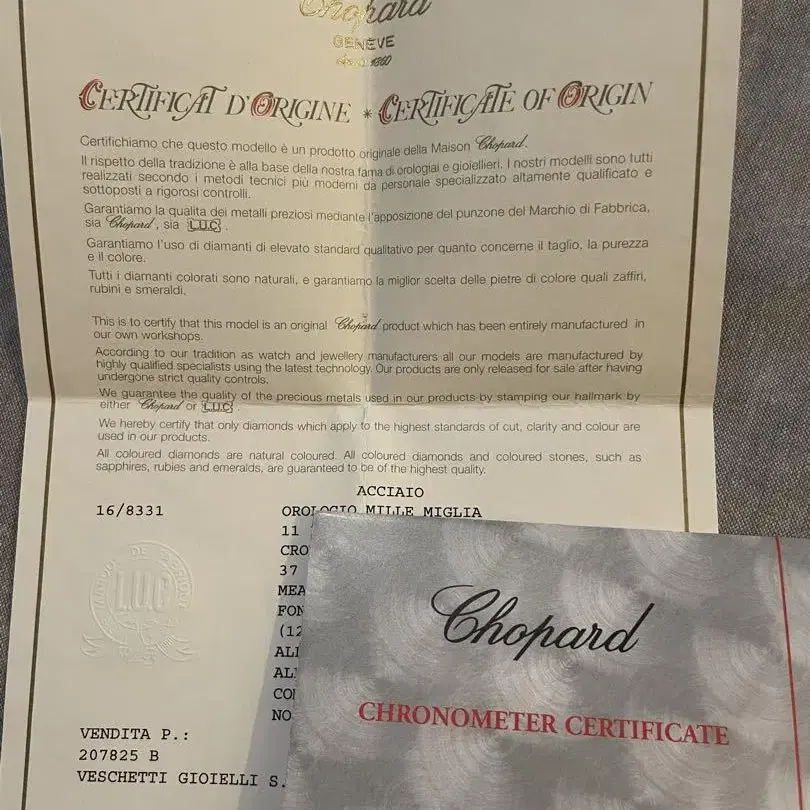 Chopard
GENÈVE
CERTIFICAT D'ORIGINE * CERTIFICATE OF ORIGIN
Certifichiamo che questo modello è un prodotto originale della Maison Chopard.
Il rispetto della tradizione è alla base della nostra fama di orologiai e gioiellieri. I nostri modelli sono tutti
realizzati secondo i metodi tecnici più moderni da personale specializzato altamente qualificato e
sottoposti a rigorosi controlli.
Garantiamo la qualita dei metalli preziosi mediante l'apposizione del punzone del Marchio di Fabbrica,
sia Chopard, sia L.U.C .
Garantiamo l'uso di diamanti di elevato standard qualitativo per quanto concerne il taglio, la purezza
e il colore.
Tutti i diamanti colorati sono naturali, e garantiamo la miglior scelta delle pietre di colore quali zaffiri,
rubini e smeraldi.
This is to certify that this model is an original Chopard product which has been entirely manufactured in
our own workshops.
According to our tradition as watch and jewellery manufacturers all our models are manufactured by
highly qualified specialists using the latest technology. Our products are only released for sale after having
undergone strict quality controls.
We guarantee the quality of the precious metals used in our products by stamping our hallmark by
either Chopard or L.U.C .
We hereby certify that only diamonds which apply to the highest standards of cut, clarity and colour are
used in our products.
All coloured diamonds are natural coloured. All coloured diamonds and coloured stones, such as
sapphires, rubies and emeralds, are guaranteed to be of the highest quality.
ACCIAIO
16/8331 OROLOGIO MILLE MIGLIA
11
CRO
37
MEA
FON
(12
ALL
AL
CO
NO
L.U.C
VENDITA P.:
207825 B
VESCHETTI GIOIELLI S.
Chopard
CHRONOMETER CERTIFICATE